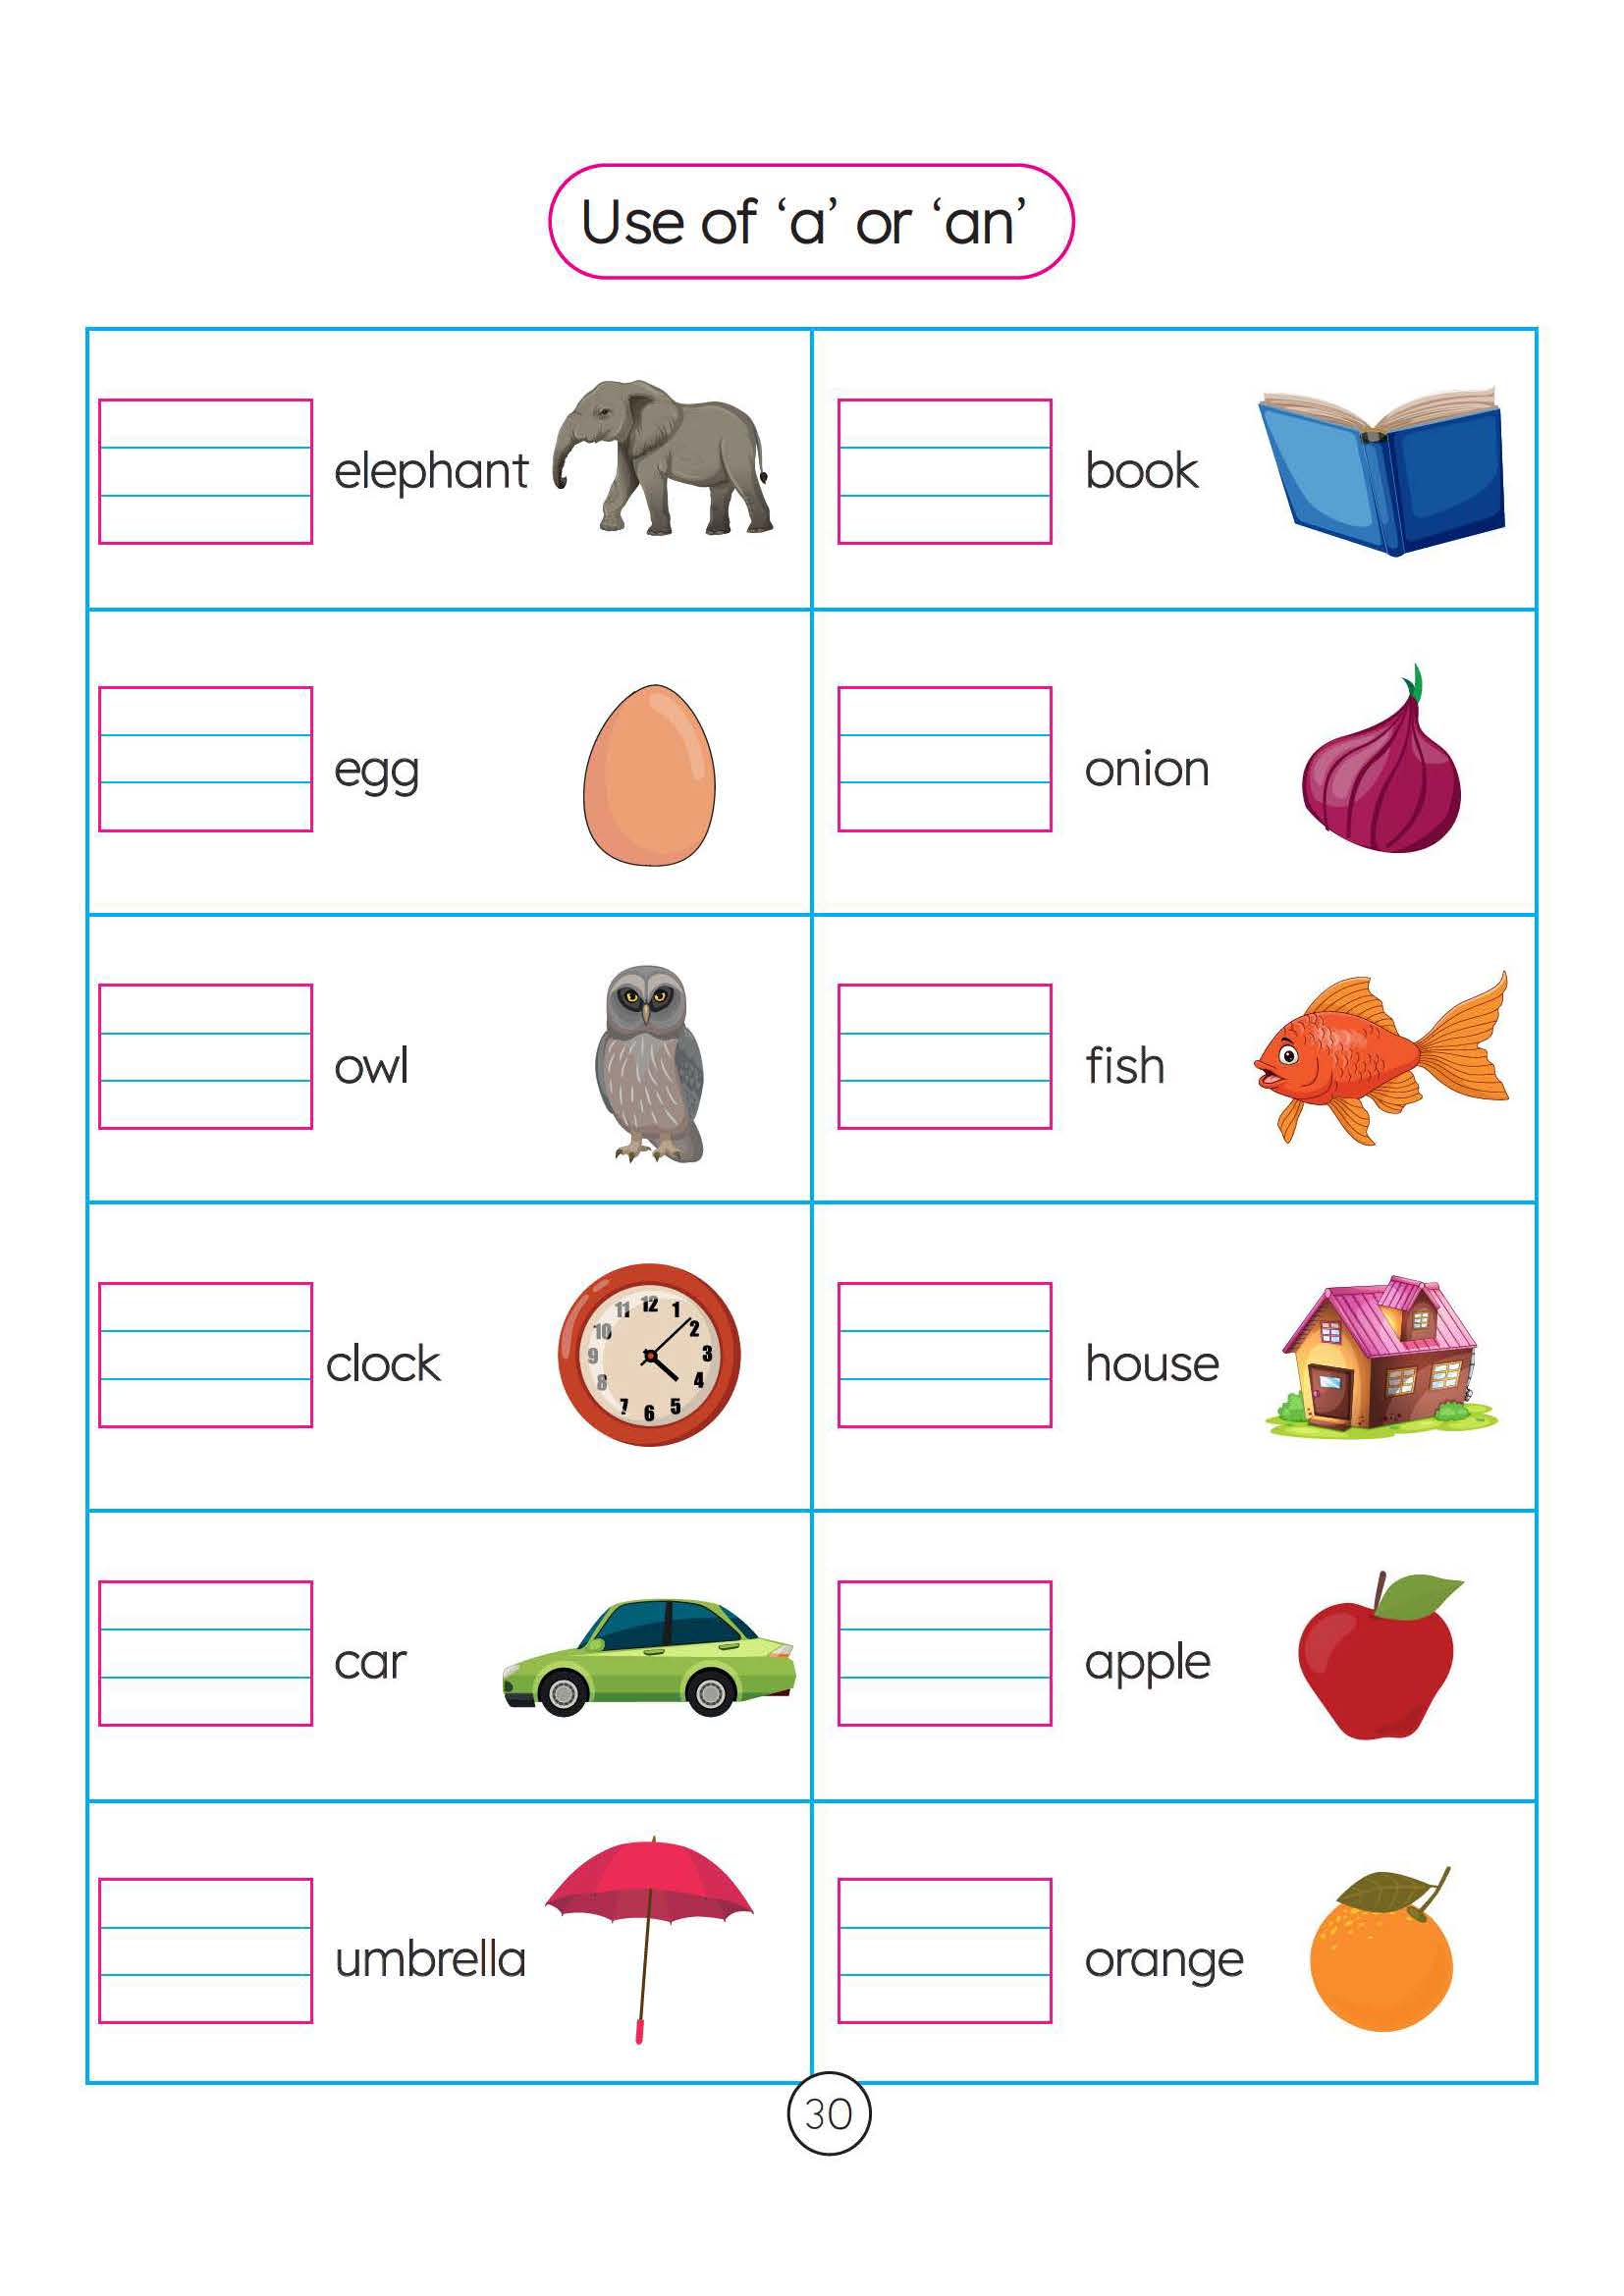 Use of ‘a’ or ‘an’
elephant
book
egg
onion
owl
fish
11 12 1
10 2
9 3
8 4
7 6 5
clock
house
car
apple
umbrella
orange
30